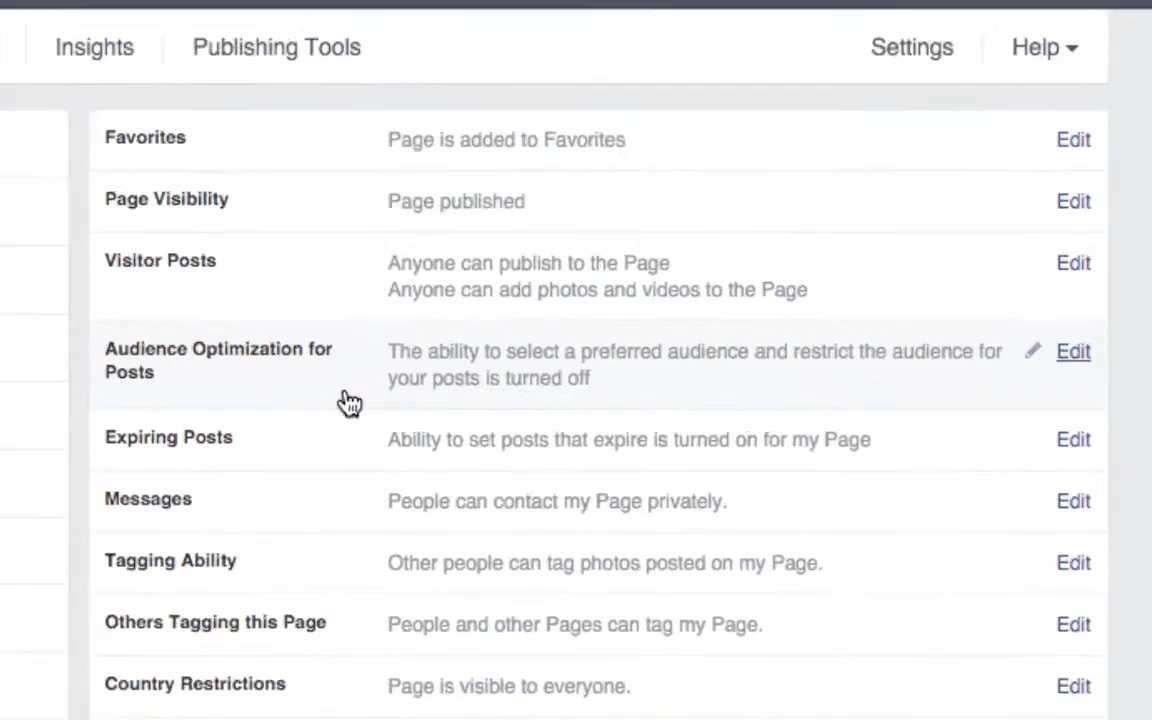 Insights Publishing Tools Settings Help
Favorites Page is added to Favorites Edit
Page Visibility Page published Edit
Visitor Posts Anyone can publish to the Page Edit
Anyone can add photos and videos to the Page
Audience Optimization for The ability to select a preferred audience and restrict the audience for Edit
Posts your posts is turned off
Expiring Posts Ability to set posts that expire is turned on for my Page Edit
Messages People can contact my Page privately. Edit
Tagging Ability Other people can tag photos posted on my Page. Edit
Others Tagging this Page People and other Pages can tag my Page. Edit
Country Restrictions Page is visible to everyone. Edit